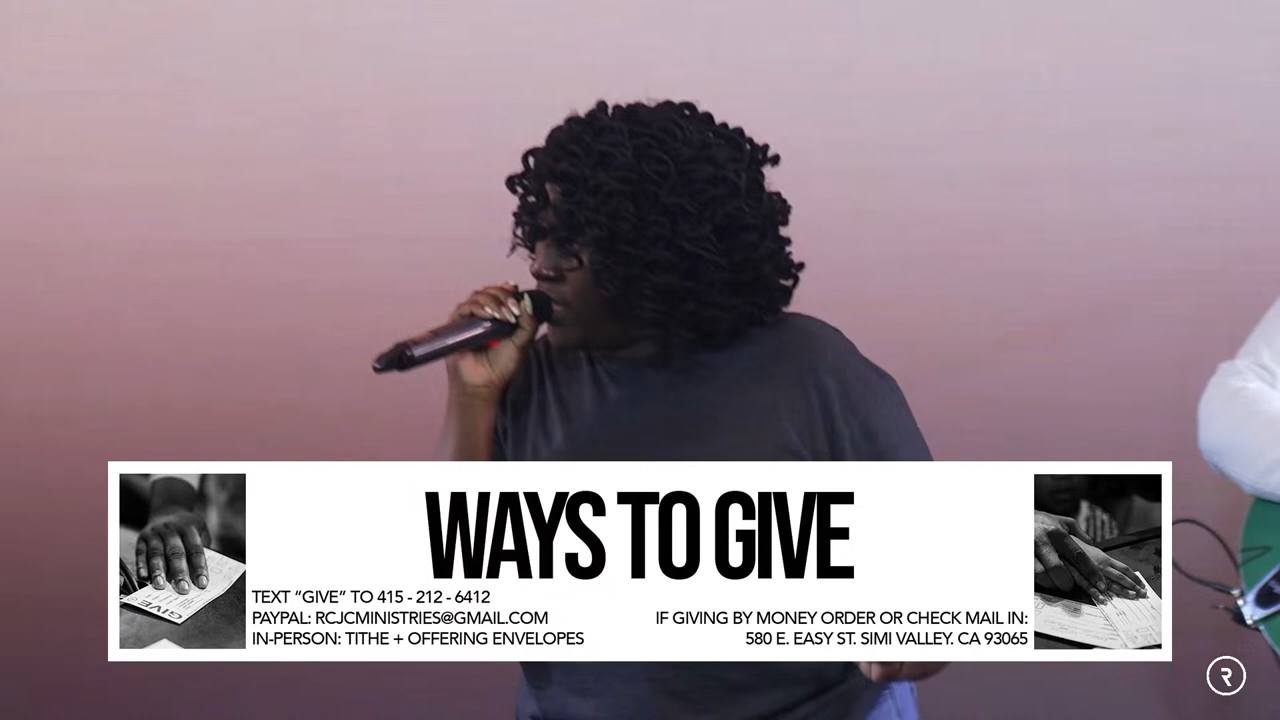 WAYS TO GIVE
TEXT “GIVE” TO 415 - 212 - 6412
PAYPAL: RCJCMINISTRIES@GMAIL.COM
IN-PERSON: TITHE + OFFERING ENVELOPES
IF GIVING BY MONEY ORDER OR CHECK MAIL IN:
580 E. EASY ST. SIMI VALLEY. CA 93065
GIVE
R